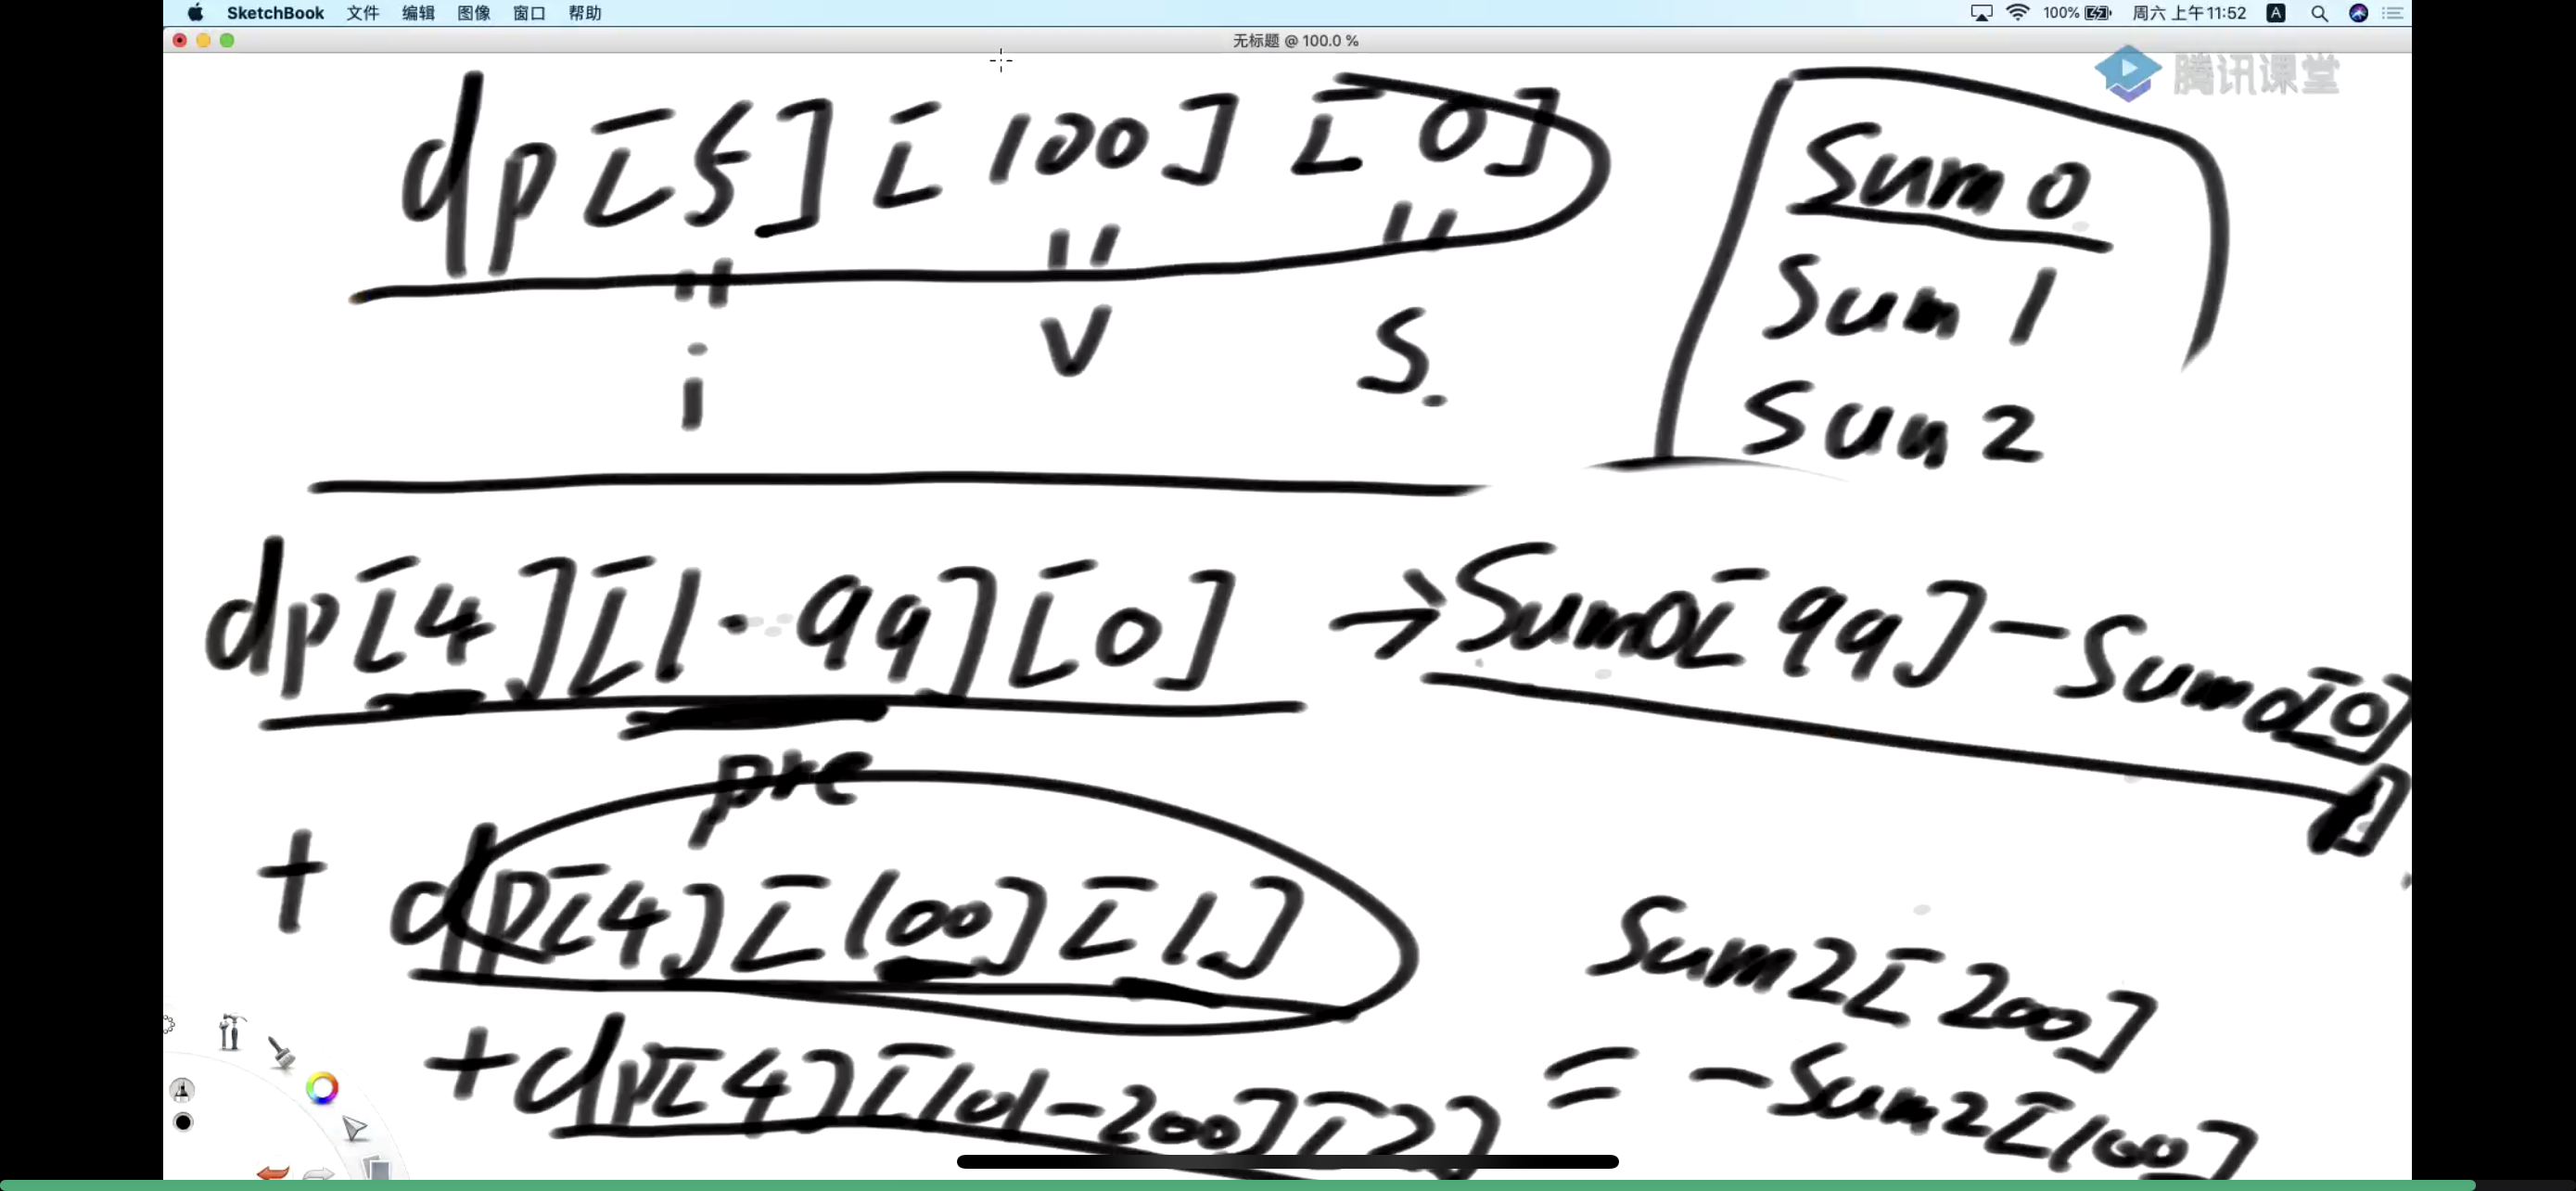 SketchBook 文件 编辑 图像 窗口 帮助 100% 周六 上午11:52 A
无标题 @ 100.0 %
腾讯课堂
dp[5][100][0]
i v s.
sum0
sum1
sum2
dp[4][1--99][0] → sum0[99] - sum0[0]
pre
+ dp[4][100][1]
+dp[4][101-200][2] = sum2[200]
-sum2[100]